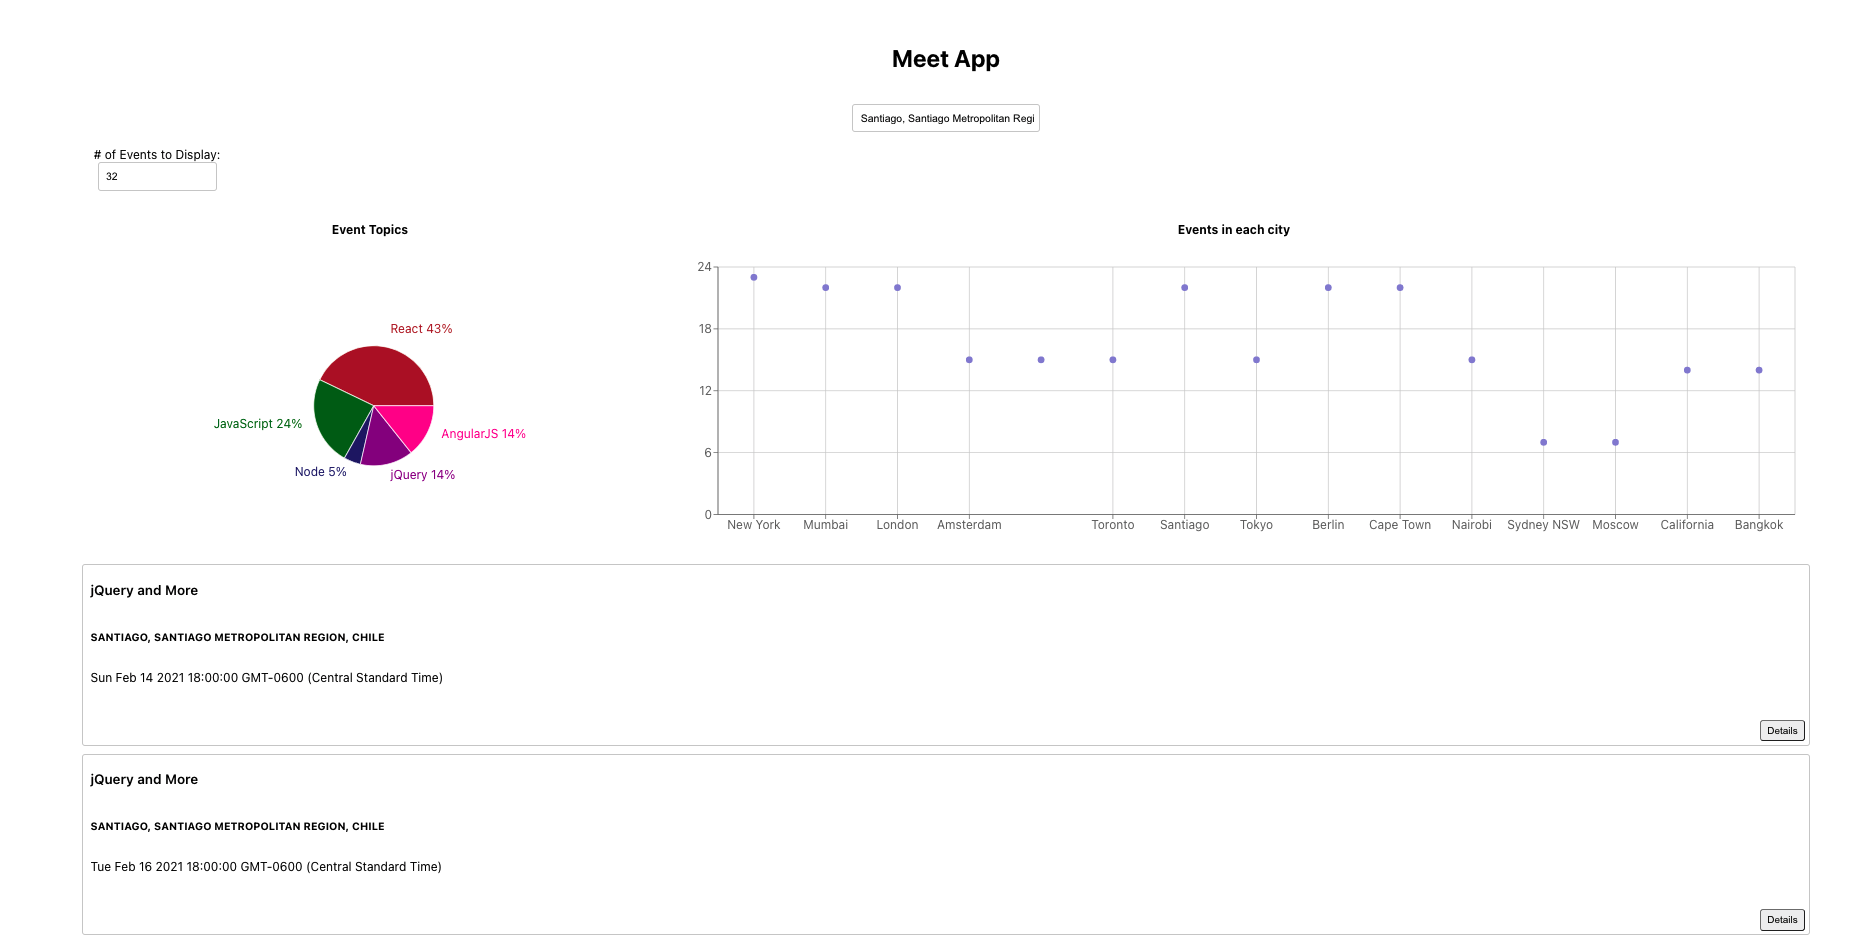 Meet App
Santiago, Santiago Metropolitan Regi
# of Events to Display:
32
Event Topics
React 43%
JavaScript 24%
AngularJS 14%
Node 5%
jQuery 14%
Events in each city
24
18
12
6
0
New York Mumbai London Amsterdam Toronto Santiago Tokyo Berlin Cape Town Nairobi Sydney NSW Moscow California Bangkok
jQuery and More
SANTIAGO, SANTIAGO METROPOLITAN REGION, CHILE
Sun Feb 14 2021 18:00:00 GMT-0600 (Central Standard Time)
Details
jQuery and More
SANTIAGO, SANTIAGO METROPOLITAN REGION, CHILE
Tue Feb 16 2021 18:00:00 GMT-0600 (Central Standard Time)
Details